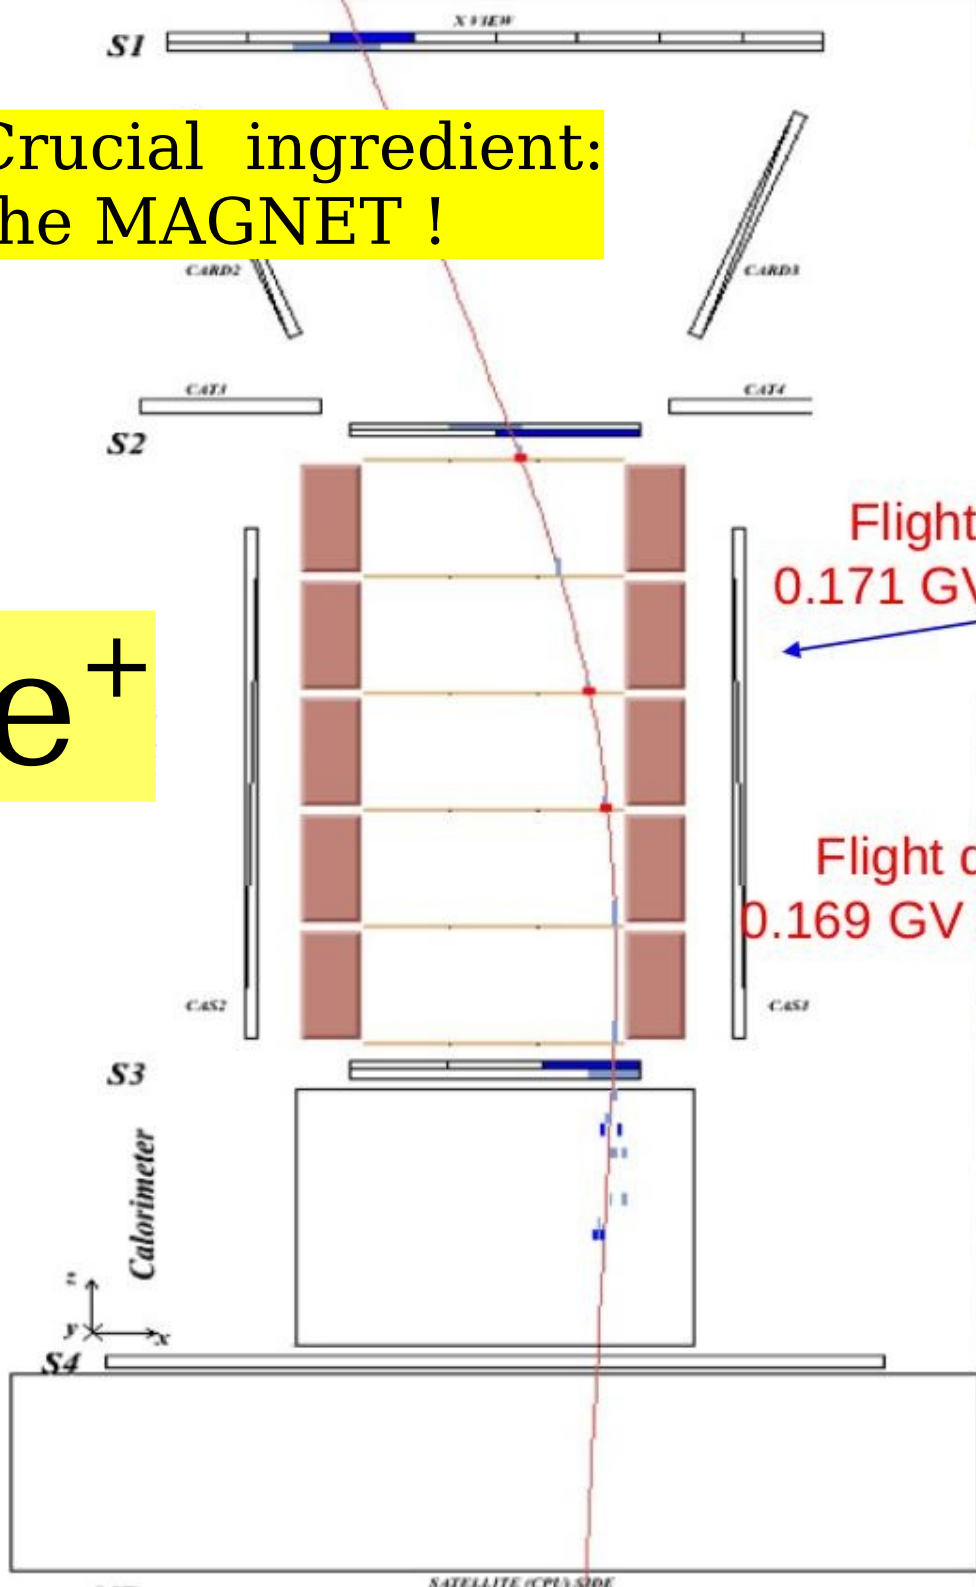 X VIEW
S1
Crucial ingredient:
he MAGNET !
CARD2
CARD3
CAT3
CAT4
S2
Flight
0.171 GV
e+
Flight
0.169 GV
CAS2
S3
Calorimeter
z
y
x
S4
SATELLITE (CPU) SIDE